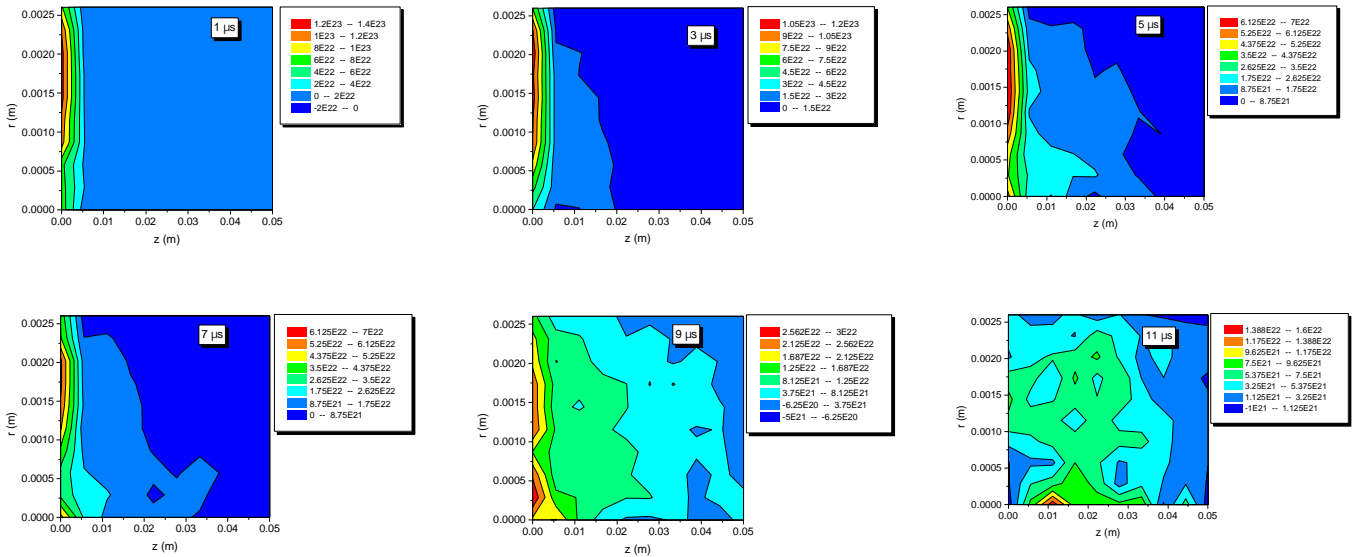 1 µs
1.2E23 -- 1.4E23
1E23 -- 1.2E23
8E22 -- 1E23
6E22 -- 8E22
4E22 -- 6E22
2E22 -- 4E22
0 -- 2E22
-2E22 -- 0
0.0025
0.0020
0.0015
0.0010
0.0005
0.0000
r (m)
0.00 0.01 0.02 0.03 0.04 0.05
z (m)
3 µs
1.05E23 -- 1.2E23
9E22 -- 1.05E23
7.5E22 -- 9E22
6E22 -- 7.5E22
4.5E22 -- 6E22
3E22 -- 4.5E22
1.5E22 -- 3E22
0 -- 1.5E22
0.0025
0.0020
0.0015
0.0010
0.0005
0.0000
r (m)
0.00 0.01 0.02 0.03 0.04 0.05
z (m)
5 µs
6.125E22 -- 7E22
5.25E22 -- 6.125E22
4.375E22 -- 5.25E22
3.5E22 -- 4.375E22
2.625E22 -- 3.5E22
1.75E22 -- 2.625E22
8.75E21 -- 1.75E22
0 -- 8.75E21
0.0025
0.0020
0.0015
0.0010
0.0005
0.0000
r (m)
0.00 0.01 0.02 0.03 0.04 0.05
z (m)
7 µs
6.125E22 -- 7E22
5.25E22 -- 6.125E22
4.375E22 -- 5.25E22
3.5E22 -- 4.375E22
2.625E22 -- 3.5E22
1.75E22 -- 2.625E22
8.75E21 -- 1.75E22
0 -- 8.75E21
0.0025
0.0020
0.0015
0.0010
0.0005
0.0000
r (m)
0.00 0.01 0.02 0.03 0.04 0.05
z (m)
9 µs
2.562E22 -- 3E22
2.125E22 -- 2.562E22
1.687E22 -- 2.125E22
1.25E22 -- 1.687E22
8.125E21 -- 1.25E22
3.75E21 -- 8.125E21
-6.25E20 -- 3.75E21
-5E21 -- -6.25E20
0.0025
0.0020
0.0015
0.0010
0.0005
0.0000
r (m)
0.00 0.01 0.02 0.03 0.04 0.05
z (m)
11 µs
1.388E22 -- 1.6E22
1.175E22 -- 1.388E22
9.625E21 -- 1.175E22
7.5E21 -- 9.625E21
5.375E21 -- 7.5E21
3.25E21 -- 5.375E21
1.125E21 -- 3.25E21
-1E21 -- 1.125E21
0.0025
0.0020
0.0015
0.0010
0.0005
0.0000
r (m)
0.00 0.01 0.02 0.03 0.04 0.05
z (m)